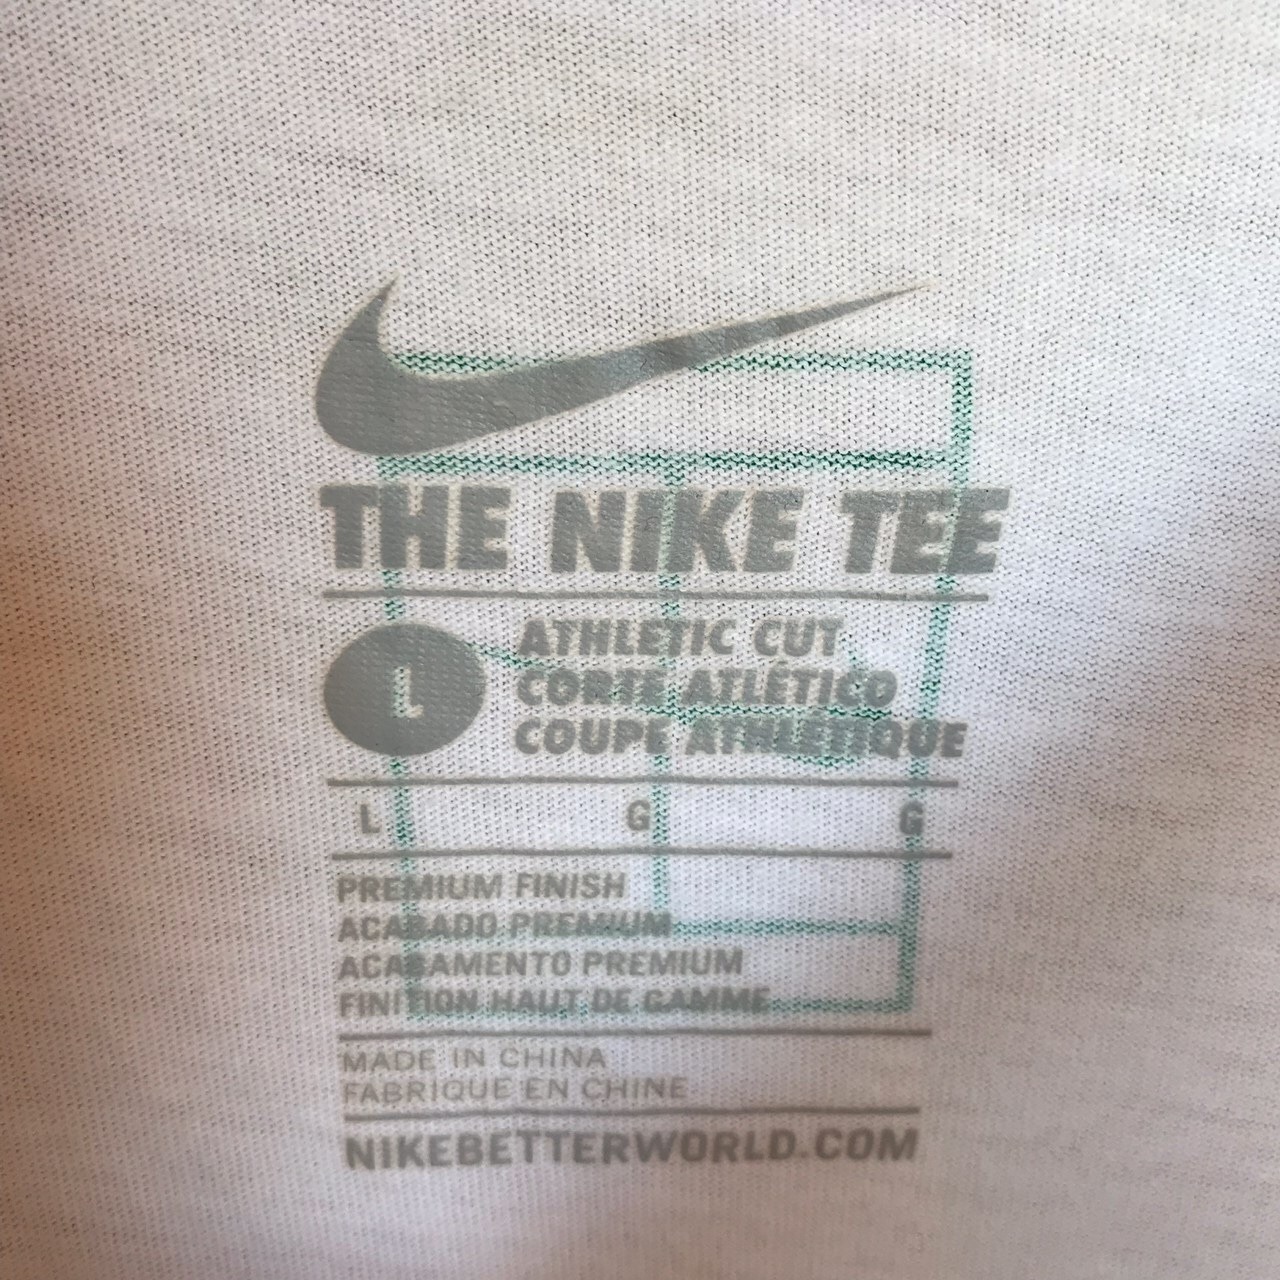 THE NIKE TEE
L
ATHLETIC CUT
CORTE ATLÉTICO
COUPE ATHLÉTIQUE
L G G
PREMIUM FINISH
ACABADO PREMIUM
ACABAMENTO PREMIUM
FINITION HAUT DE GAMME
MADE IN CHINA
FABRIQUE EN CHINE
NIKEBETTERWORLD.COM